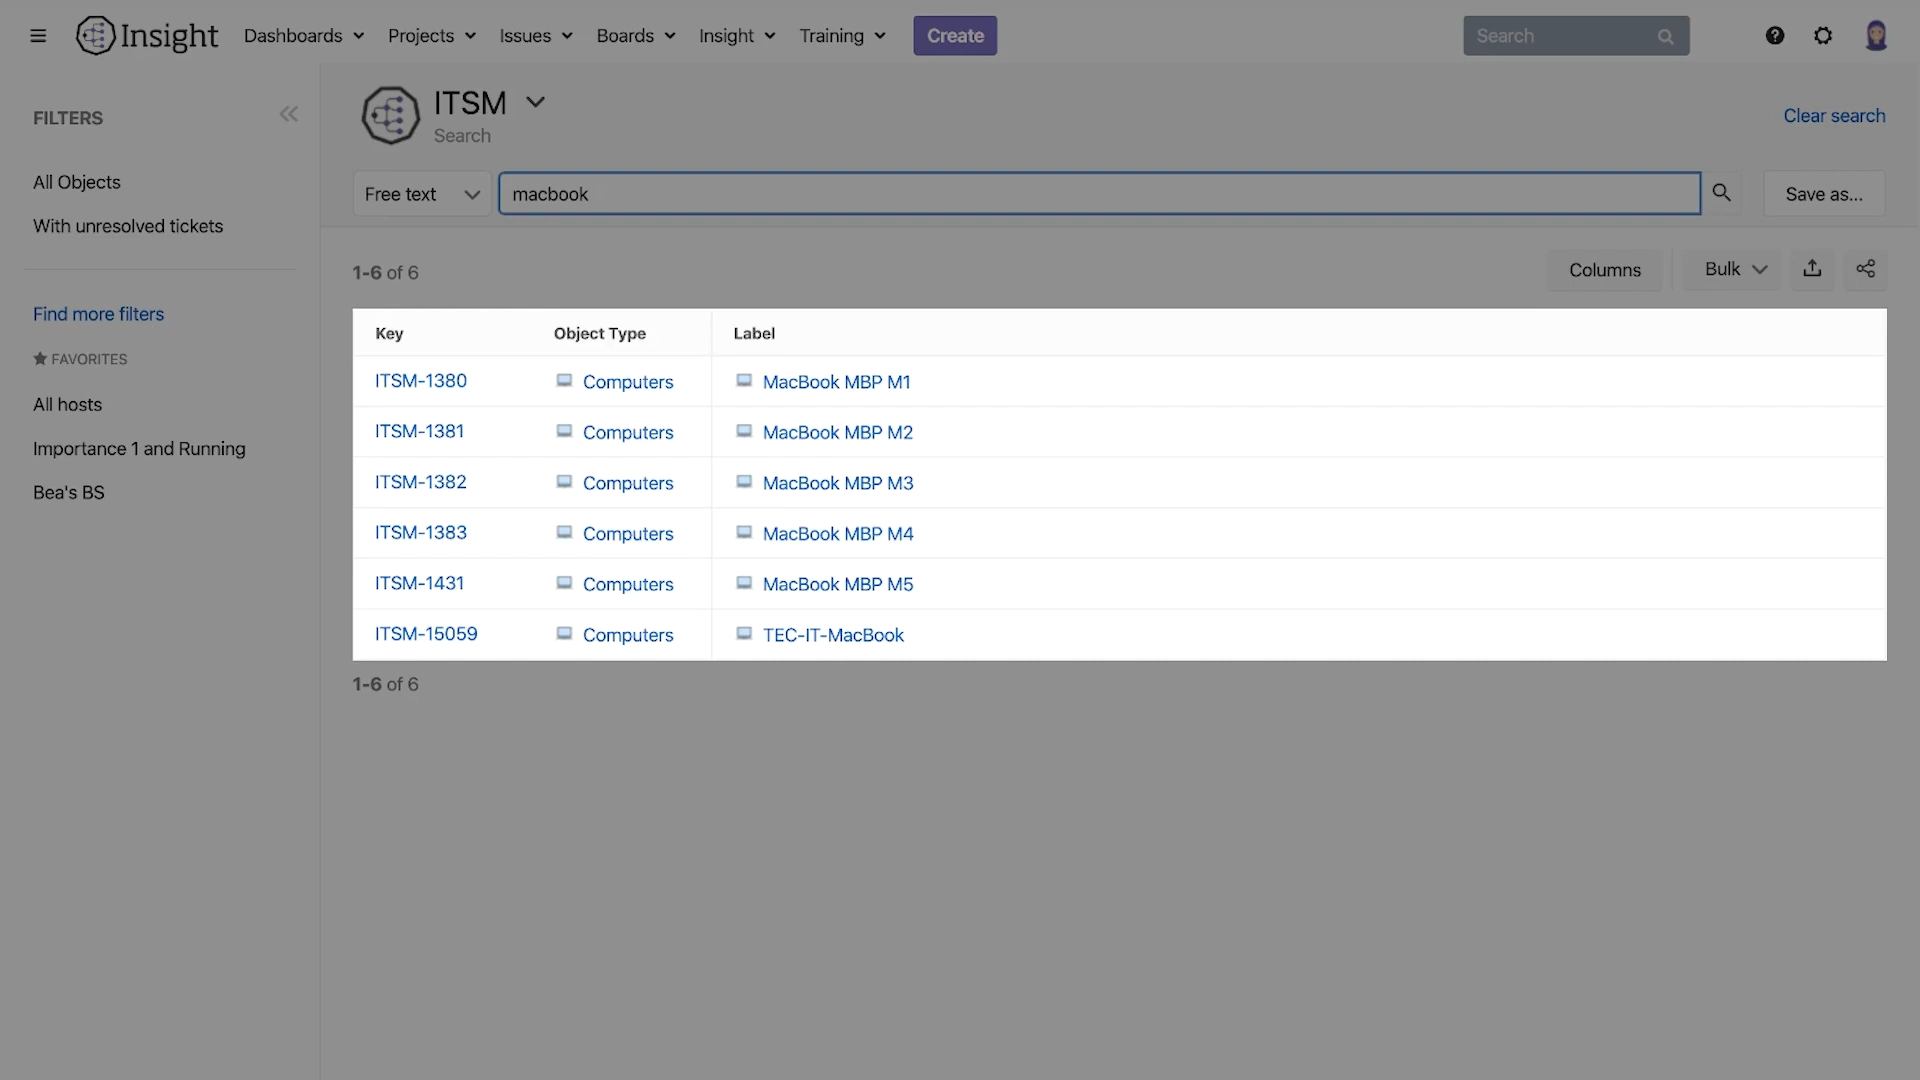 Insight Dashboards Projects Issues Boards Insight Training Create Search
FILTERS
All Objects
With unresolved tickets
Find more filters
FAVORITES
All hosts
Importance 1 and Running
Bea's BS
ITSM
Search
Clear search
Free text macbook Save as...
1-6 of 6 Columns Bulk
Key Object Type Label
ITSM-1380 Computers MacBook MBP M1
ITSM-1381 Computers MacBook MBP M2
ITSM-1382 Computers MacBook MBP M3
ITSM-1383 Computers MacBook MBP M4
ITSM-1431 Computers MacBook MBP M5
ITSM-15059 Computers TEC-IT-MacBook
1-6 of 6